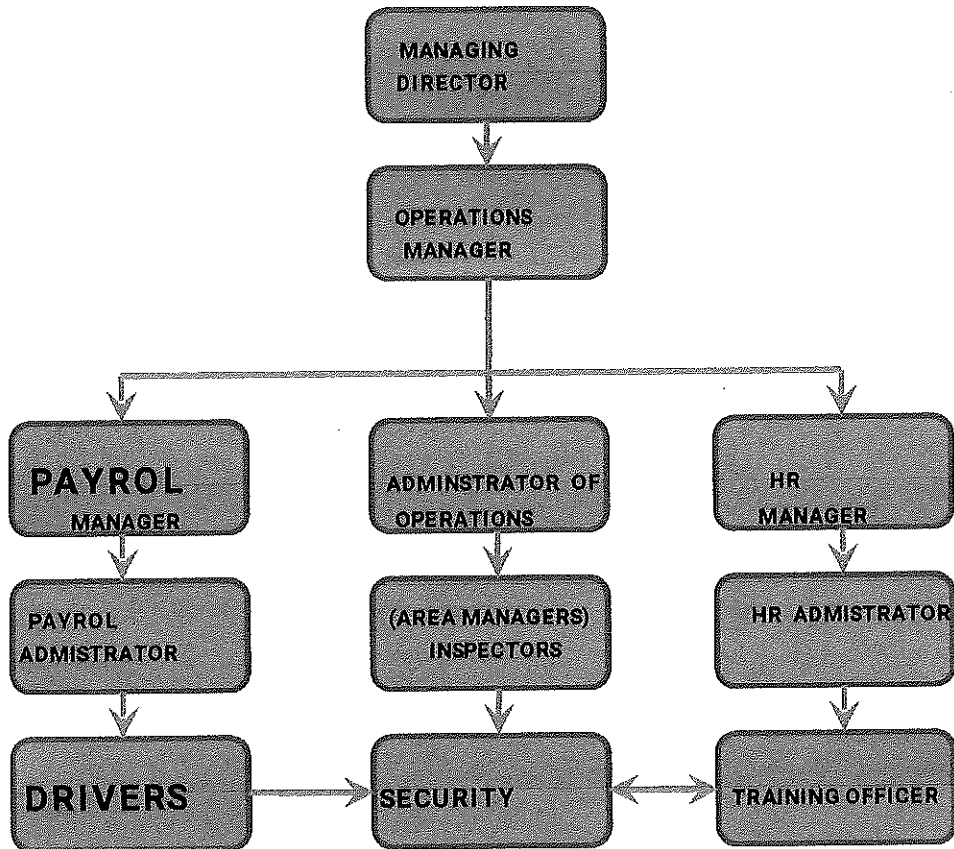 MANAGING
DIRECTOR
OPERATIONS
MANAGER
PAYROL
MANAGER
ADMINSTRATOR OF
OPERATIONS
HR
MANAGER
PAYROL
ADMISTRATOR
(AREA MANAGERS)
INSPECTORS
HR ADMISTRATOR
DRIVERS
SECURITY
TRAINING OFFICER